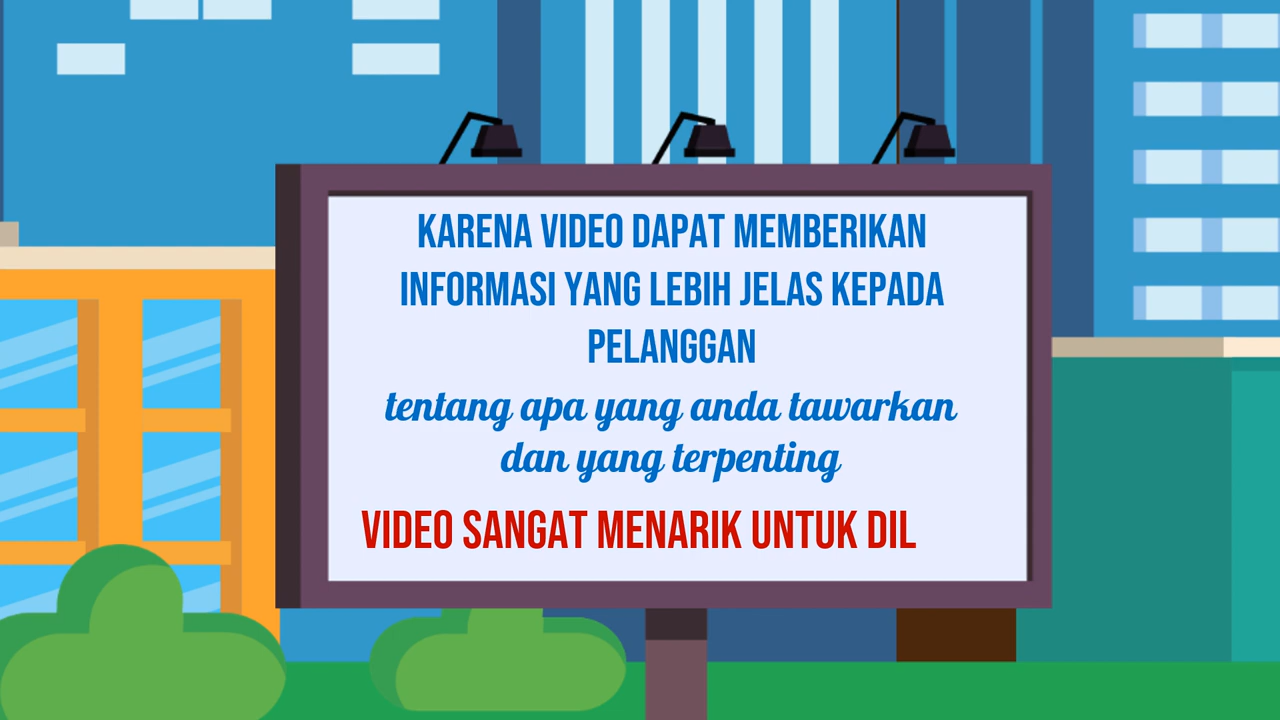 KARENA VIDEO DAPAT MEMBERIKAN
INFORMASI YANG LEBIH JELAS KEPADA
PELANGGAN
tentang apa yang anda tawarkan
dan yang terpenting
VIDEO SANGAT MENARIK UNTUK DIL